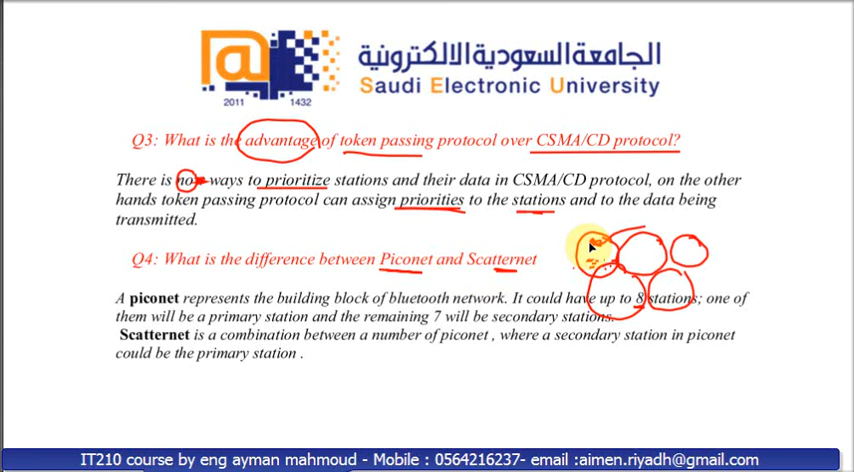 الجامعة السعودية الالكترونية
Saudi Electronic University
2011 1432
Q3: What is the advantage of token passing protocol over CSMA/CD protocol?
There is no ways to prioritize stations and their data in CSMA/CD protocol, on the other
hands token passing protocol can assign priorities to the stations and to the data being
transmitted.
Q4: What is the difference between Piconet and Scatternet
A piconet represents the building block of bluetooth network. It could have up to 8 stations; one of
them will be a primary station and the remaining 7 will be secondary stations.
Scatternet is a combination between a number of piconet , where a secondary station in piconet
could be the primary station .
IT210 course by eng ayman mahmoud - Mobile : 0564216237- email :aimen.riyadh@gmail.com